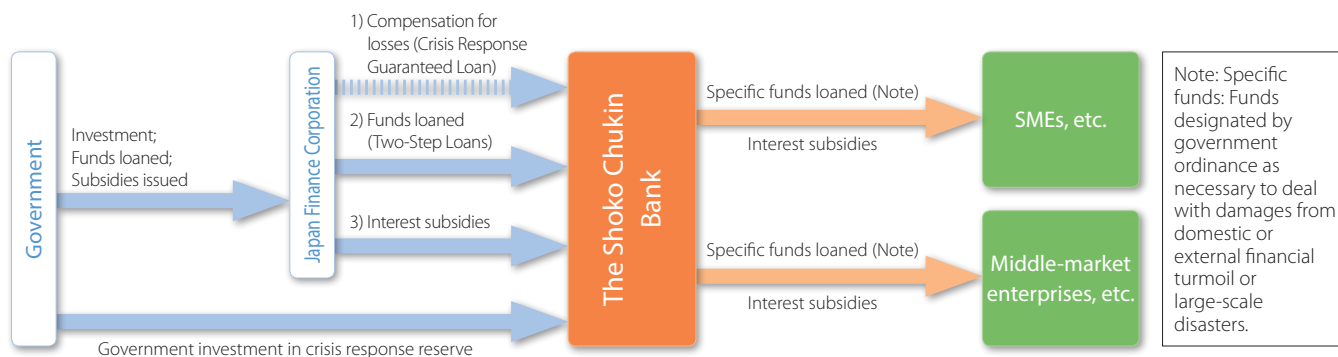 Government
Investment;
Funds loaned;
Subsidies issued
Japan Finance Corporation
1) Compensation for
losses (Crisis Response
Guaranteed Loan)
2) Funds loaned
(Two-Step Loans)
3) Interest subsidies
Government investment in crisis response reserve
The Shoko Chukin
Bank
Specific funds loaned (Note)
Interest subsidies
SMEs, etc.
Specific funds loaned (Note)
Interest subsidies
Middle-market
enterprises, etc.
Note: Specific
funds: Funds
designated by
government
ordinance as
necessary to deal
with damages from
domestic or
external financial
turmoil or
large-scale
disasters.